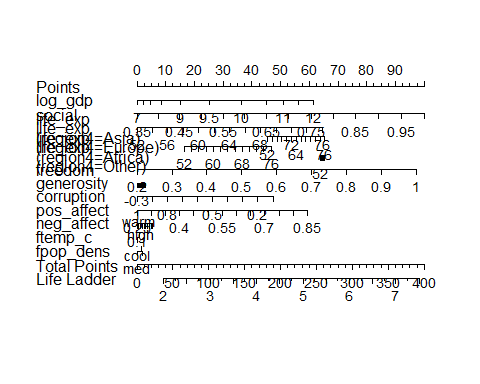 0 10 20 30 40 50 60 70 80 90
Points
log_gdp
7 9 9.5 10 11 12
social
0.35 0.45 0.55 0.65 0.75 0.85 0.95
life_exp
56 60 64 68 72 76
life_exp
(region4=Asia)
52 64 76
(region4=Europe)
52 60 68 76
(region4=Africa)
52
(region4=Other)
freedom
0.2 0.3 0.4 0.5 0.6 0.7 0.8 0.9 1
generosity
-0.3
corruption
1 0.8 0.5 0.2
pos_affect
0.4 0.55 0.7 0.85
neg_affect
0.1
warm
ftemp_c
cool
high
fpop_dens
med
Total Points
0 50 100 150 200 250 300 350 400
Life Ladder
2 3 4 5 6 7